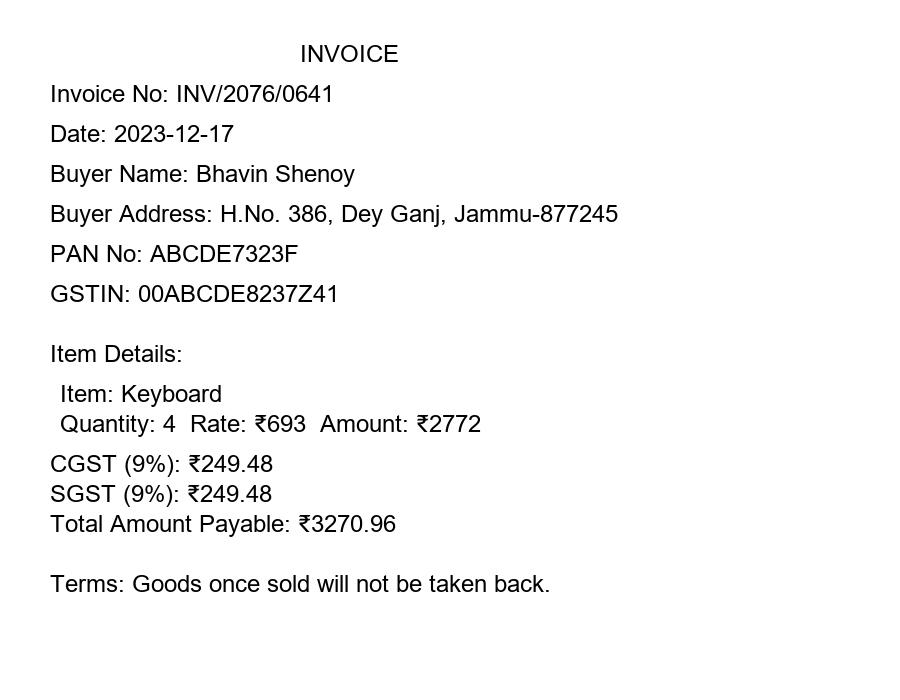 INVOICE
Invoice No: INV/2076/0641
Date: 2023-12-17
Buyer Name: Bhavin Shenoy
Buyer Address: H.No. 386, Dey Ganj, Jammu-877245
PAN No: ABCDE7323F
GSTIN: 00ABCDE8237Z41
Item Details:
Item: Keyboard
Quantity: 4  Rate: ₹693  Amount: ₹2772
CGST (9%): ₹249.48
SGST (9%): ₹249.48
Total Amount Payable: ₹3270.96
Terms: Goods once sold will not be taken back.